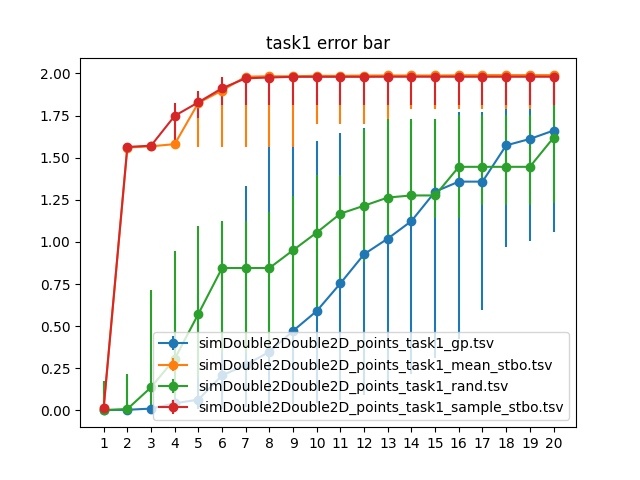 task1 error bar
2.00
1.75
1.50
1.25
1.00
0.75
0.50
0.25
0.00
simDouble2Double2D_points_task1_gp.tsv
simDouble2Double2D_points_task1_mean_stbo.tsv
simDouble2Double2D_points_task1_rand.tsv
simDouble2Double2D_points_task1_sample_stbo.tsv
1 2 3 4 5 6 7 8 9 10 11 12 13 14 15 16 17 18 19 20